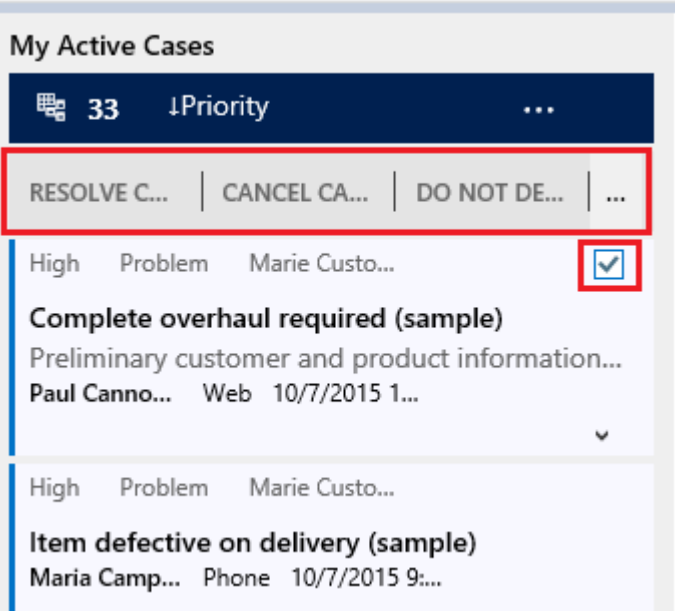 My Active Cases
33 ↓Priority ...
RESOLVE C... CANCEL CA... DO NOT DE... ...
High Problem Marie Custo...
Complete overhaul required (sample)
Preliminary customer and product information...
Paul Canno... Web 10/7/2015 1...
High Problem Marie Custo...
Item defective on delivery (sample)
Maria Camp... Phone 10/7/2015 9:...